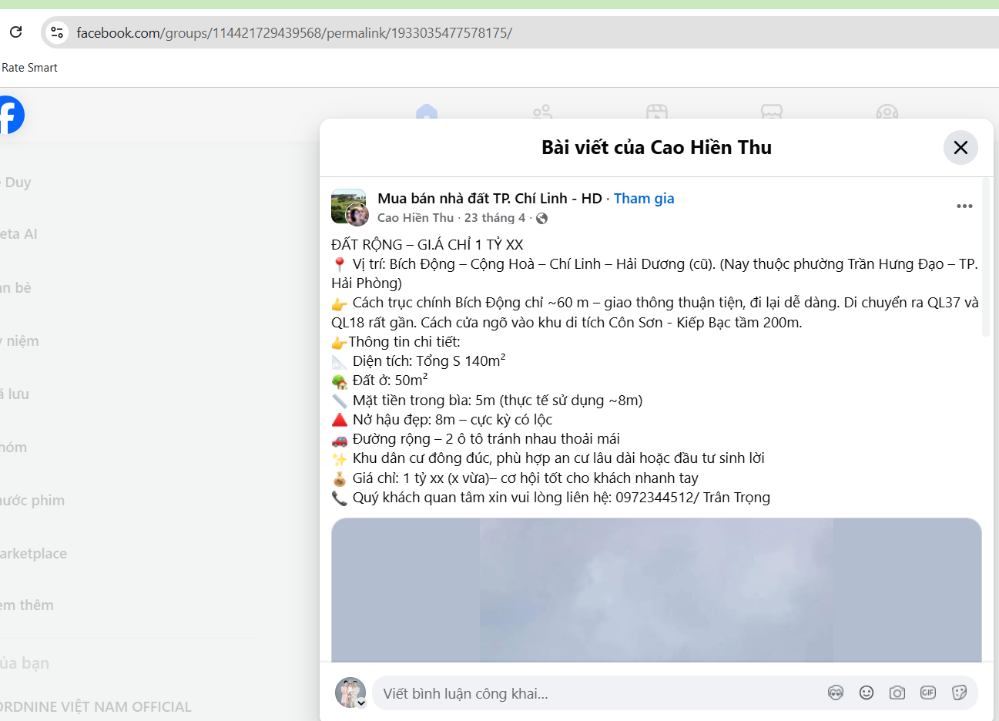 facebook.com/groups/114421729439568/permalink/1933035477578175/
Rate Smart
Duy
eta AI
n bè
niệm
ã lưu
hóm
ước phim
arketplace
em thêm
ủa bạn
ORDNINE VIỆT NAM OFFICIAL
Bài viết của Cao Hiền Thu
Mua bán nhà đất TP. Chí Linh - HD · Tham gia
Cao Hiền Thu · 23 tháng 4 ·
ĐẤT RỘNG – GI.Á CHỈ 1 TỶ XX
📍 Vị trí: Bích Động – Cộng Hoà – Chí Linh – Hải Dương (cũ). (Nay thuộc phường Trần Hưng Đạo – TP.
Hải Phòng)
👉 Cách trục chính Bích Động chỉ ~60 m – giao thông thuận tiện, đi lại dễ dàng. Di chuyển ra QL37 và
QL18 rất gần. Cách cửa ngõ vào khu di tích Côn Sơn - Kiếp Bạc tầm 200m.
👉Thông tin chi tiết:
📐 Diện tích: Tổng S 140m²
🏡 Đất ở: 50m²
📏 Mặt tiền trong bìa: 5m (thực tế sử dụng ~8m)
🔺 Nở hậu đẹp: 8m – cực kỳ có lộc
🚗 Đường rộng – 2 ô tô tránh nhau thoải mái
✨ Khu dân cư đông đúc, phù hợp an cư lâu dài hoặc đầu tư sinh lời
💰 Giá chỉ: 1 tỷ xx (x vừa)– cơ hội tốt cho khách nhanh tay
📞 Quý khách quan tâm xin vui lòng liên hệ: 0972344512/ Trân Trọng
Viết bình luận công khai...
GIF